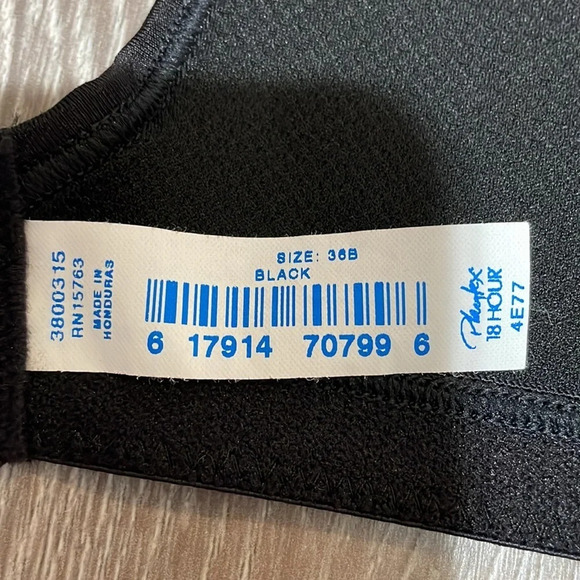 3800315
RN15763
MADE IN
HONDURAS
SIZE: 36B
BLACK
6 17914 70799 6
Playtex
18 HOUR
4E77